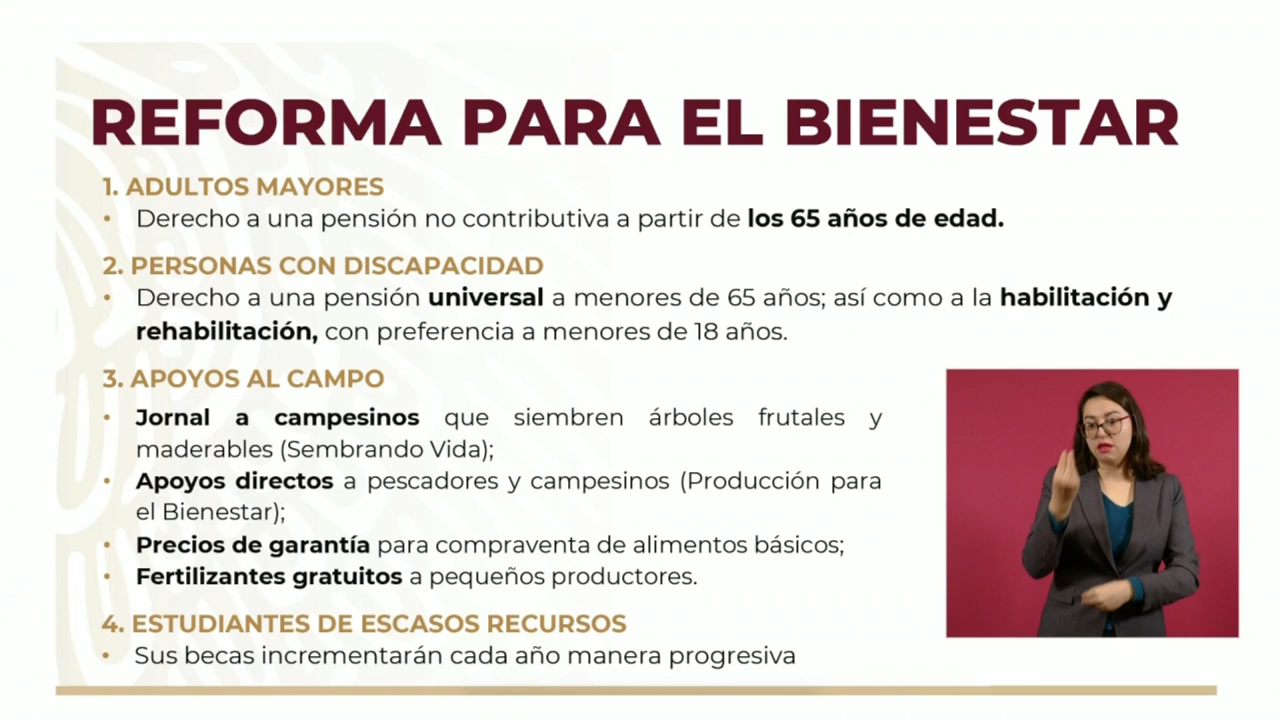 REFORMA PARA EL BIENESTAR
1. ADULTOS MAYORES
• Derecho a una pensión no contributiva a partir de los 65 años de edad.
2. PERSONAS CON DISCAPACIDAD
• Derecho a una pensión universal a menores de 65 años; así como a la habilitación y
rehabilitación, con preferencia a menores de 18 años.
3. APOYOS AL CAMPO
• Jornal a campesinos que siembren árboles frutales y
maderables (Sembrando Vida);
• Apoyos directos a pescadores y campesinos (Producción para
el Bienestar);
• Precios de garantía para compraventa de alimentos básicos;
• Fertilizantes gratuitos a pequeños productores.
4. ESTUDIANTES DE ESCASOS RECURSOS
• Sus becas incrementarán cada año manera progresiva